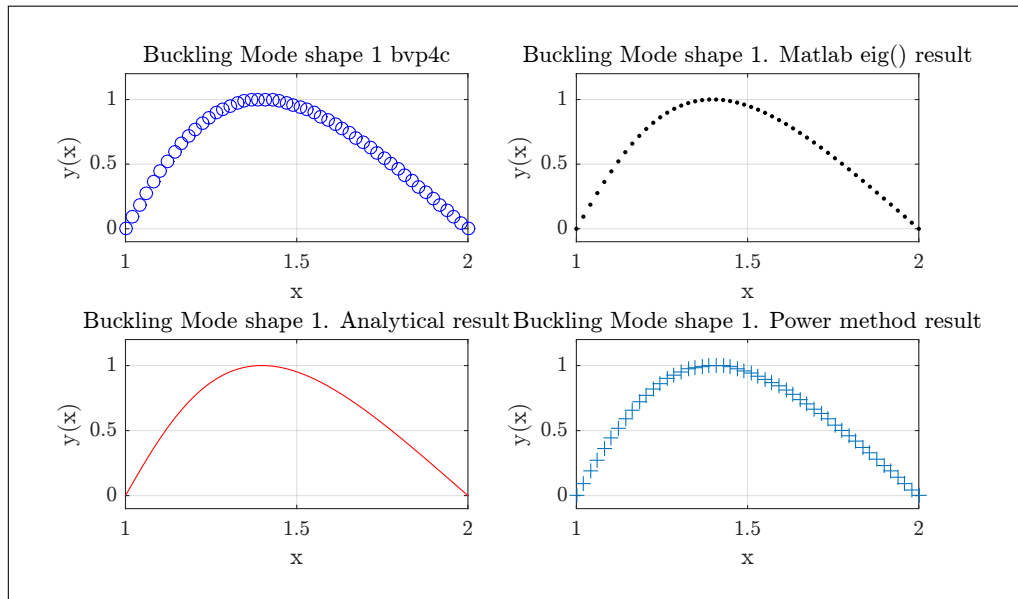 Buckling Mode shape 1 bvp4c
1
0.5
0
y(x)
1
1.5
2
x
Buckling Mode shape 1. Matlab eig() result
1
0.5
0
y(x)
1
1.5
2
x
Buckling Mode shape 1. Analytical result
1
0.5
0
y(x)
1
1.5
2
x
Buckling Mode shape 1. Power method result
1
0.5
0
y(x)
1
1.5
2
x